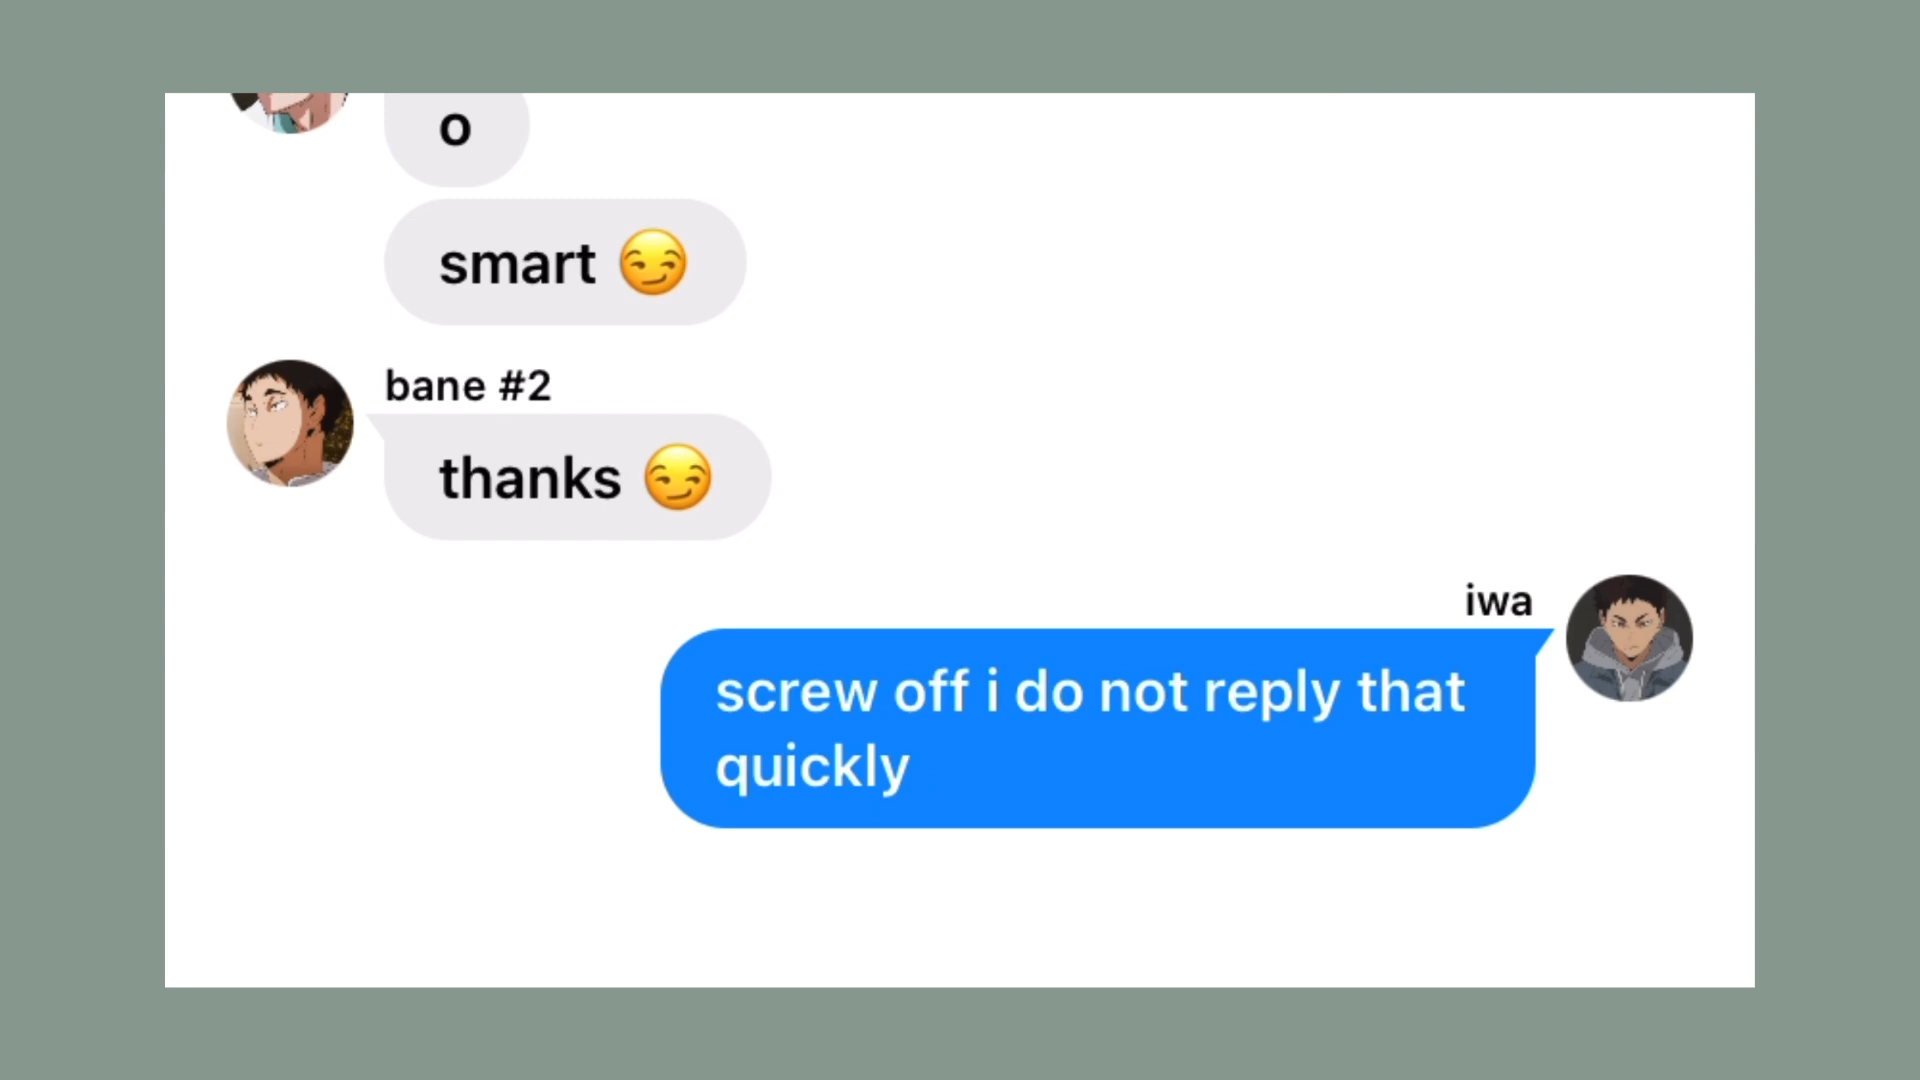 o
smart 😏
bane #2
thanks 😏
iwa
screw off i do not reply that
quickly